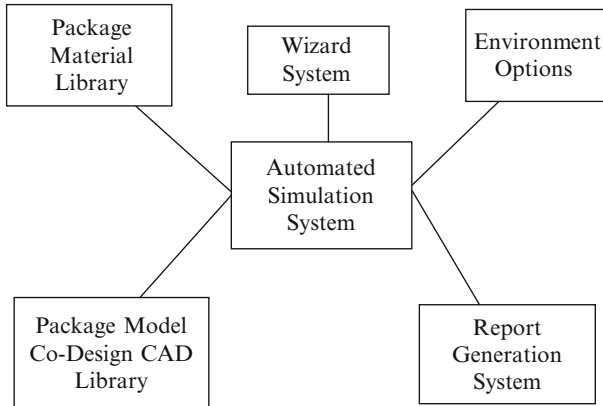 Package
Material
Library
Wizard
System
Environment
Options
Automated
Simulation
System
Package Model
Co-Design CAD
Library
Report
Generation
System